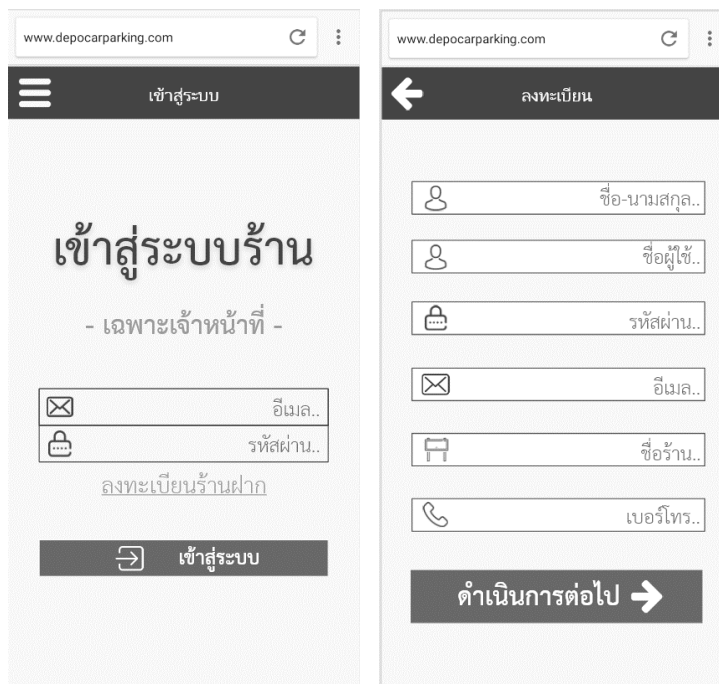 www.depocarparking.com
เข้าสู่ระบบ
เข้าสู่ระบบร้าน
- เฉพาะเจ้าหน้าที่ -
อีเมล..
รหัสผ่าน..
ลงทะเบียนร้านฝาก
เข้าสู่ระบบ
www.depocarparking.com
ลงทะเบียน
ชื่อ-นามสกุล..
ชื่อผู้ใช้..
รหัสผ่าน..
อีเมล..
ชื่อร้าน..
เบอร์โทร..
ดำเนินการต่อไป